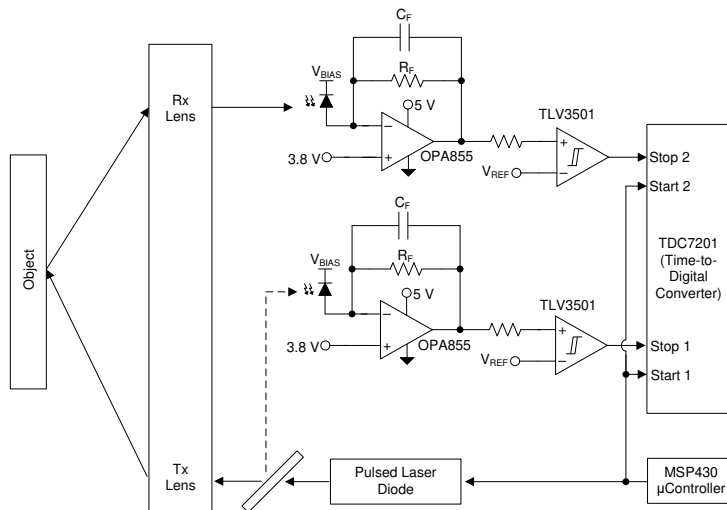 C_F
V_BIAS
R_F
Rx
Lens
5 V
TLV3501
3.8 V
OPA855
V_REF
Stop 2
Start 2
Object
TDC7201
(Time-to-
Digital
Converter)
C_F
V_BIAS
R_F
5 V
TLV3501
3.8 V
OPA855
V_REF
Stop 1
Start 1
Tx
Lens
Pulsed Laser
Diode
MSP430
µController
+
−
+
−
+
−
+
−